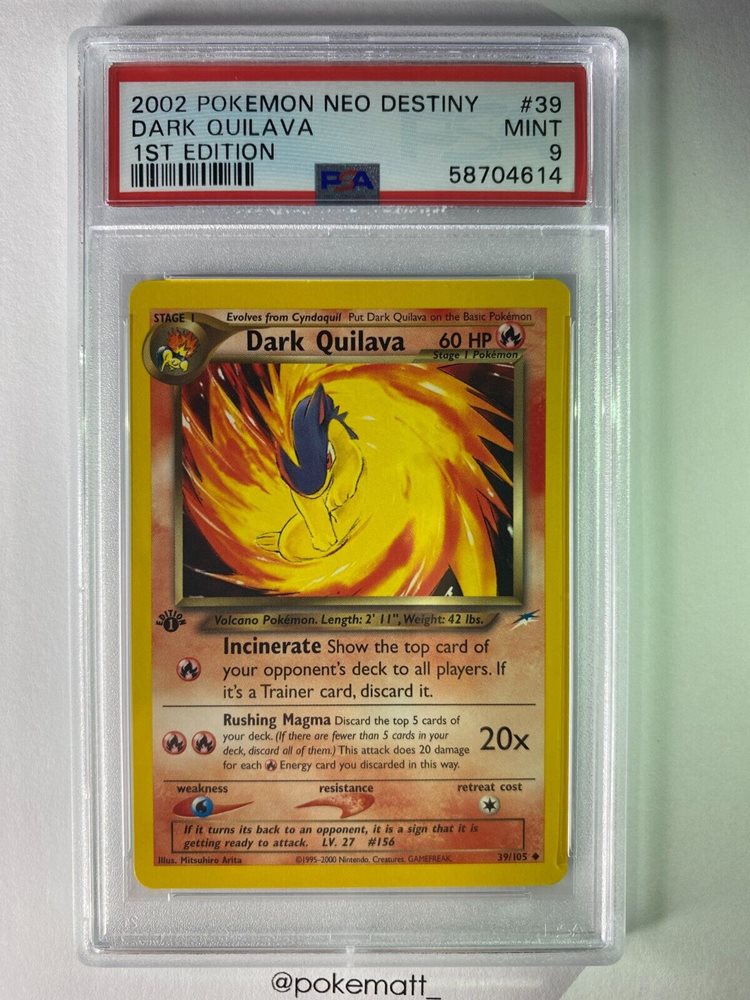 2002 POKEMON NEO DESTINY #39
DARK QUILAVA MINT
1ST EDITION 9
PSA 58704614
STAGE 1 Evolves from Cyndaquil Put Dark Quilava on the Basic Pokémon
Dark Quilava 60 HP
Stage 1 Pokémon
EDITION 1
Volcano Pokémon. Length: 2' 11", Weight: 42 lbs.
Incinerate Show the top card of
your opponent's deck to all players. If
it's a Trainer card, discard it.
Rushing Magma Discard the top 5 cards of
your deck. (If there are fewer than 5 cards in your
deck, discard all of them.) This attack does 20 damage
for each Energy card you discarded in this way.
20x
weakness resistance retreat cost
If it turns its back to an opponent, it is a sign that it is
getting ready to attack. LV. 27 #156
Illus. Mitsuhiro Arita ©1995-2000 Nintendo, Creatures, GAMEFREAK. 39/105
@pokematt_